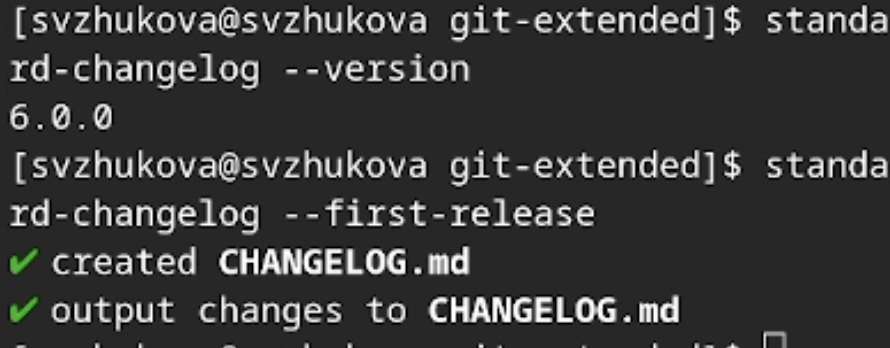 [svzhukova@svzhukova git-extended]$ standa
rd-changelog --version
6.0.0
[svzhukova@svzhukova git-extended]$ standa
rd-changelog --first-release
✔ created CHANGELOG.md
✔ output changes to CHANGELOG.md